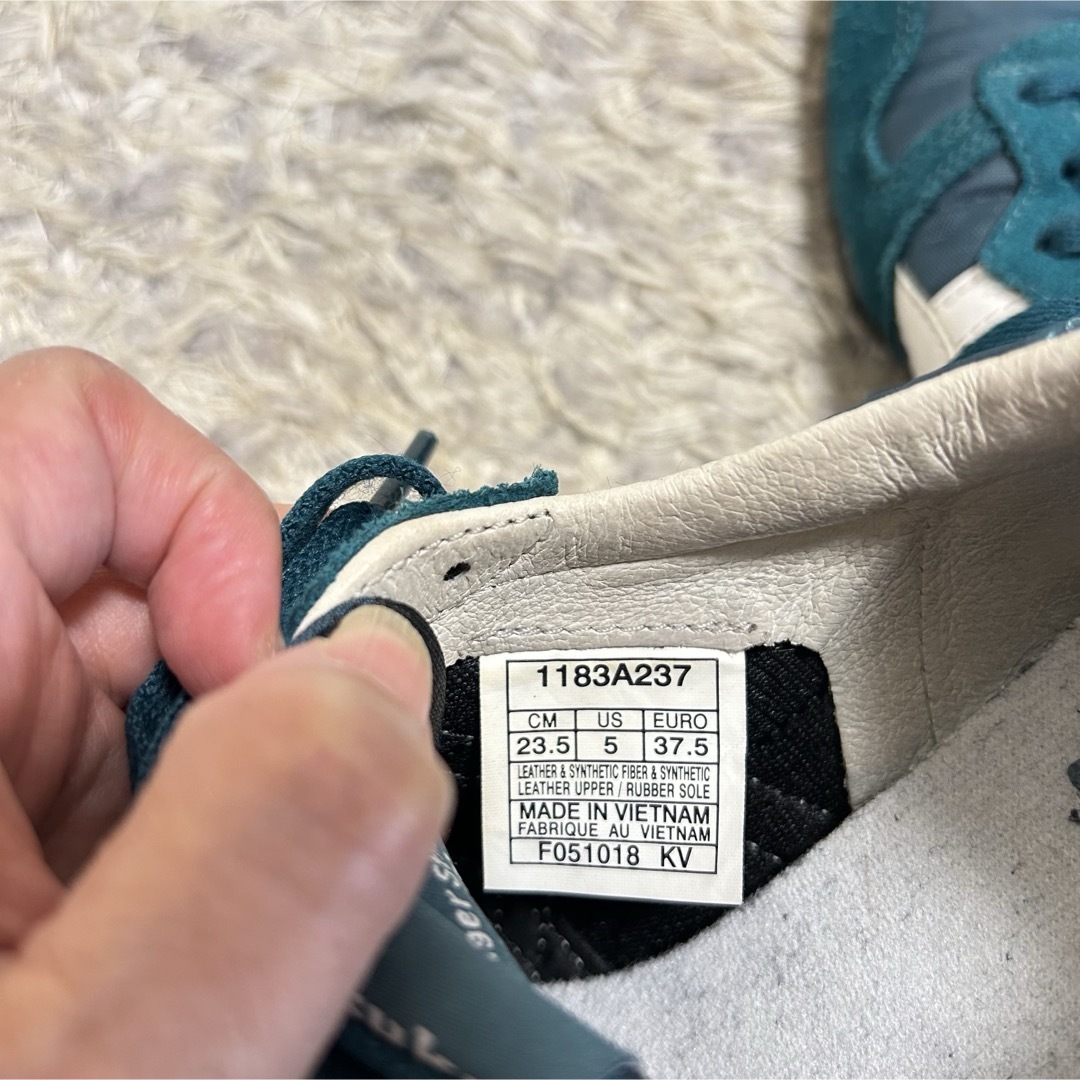 1183A237
CM US EURO
23.5 5 37.5
LEATHER & SYNTHETIC FIBER & SYNTHETIC
LEATHER UPPER / RUBBER SOLE
MADE IN VIETNAM
FABRIQUE AU VIETNAM
F051018 KV